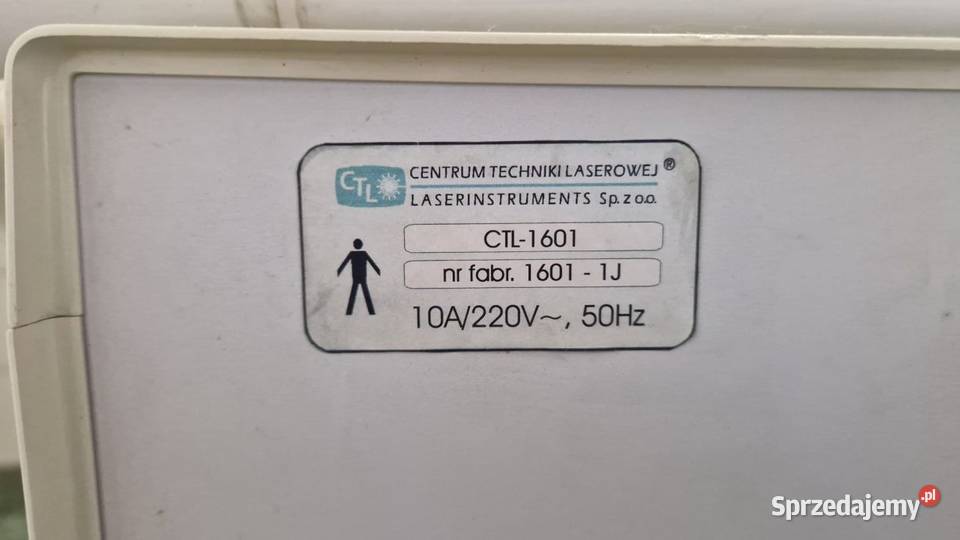 CTL
CENTRUM TECHNIKI LASEROWEJ ®
LASERINSTRUMENTS Sp. z o.o.
CTL-1601
nr fabr. 1601 - 1J
10A/220V~, 50Hz
Sprzedajemy.pl